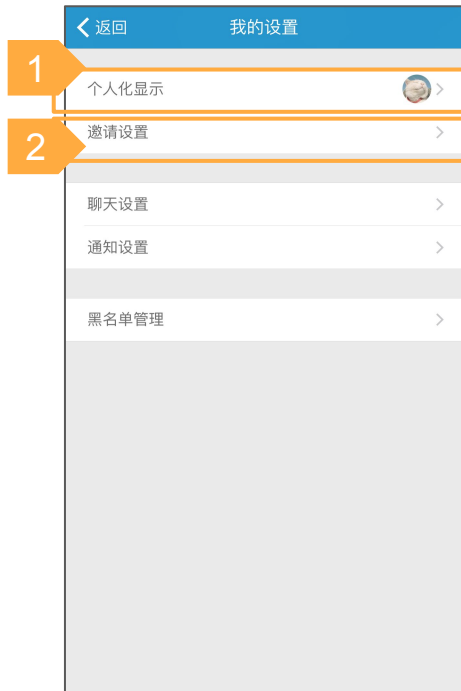 返回 我的设置
1
个人化显示
2
邀请设置
聊天设置
通知设置
黑名单管理